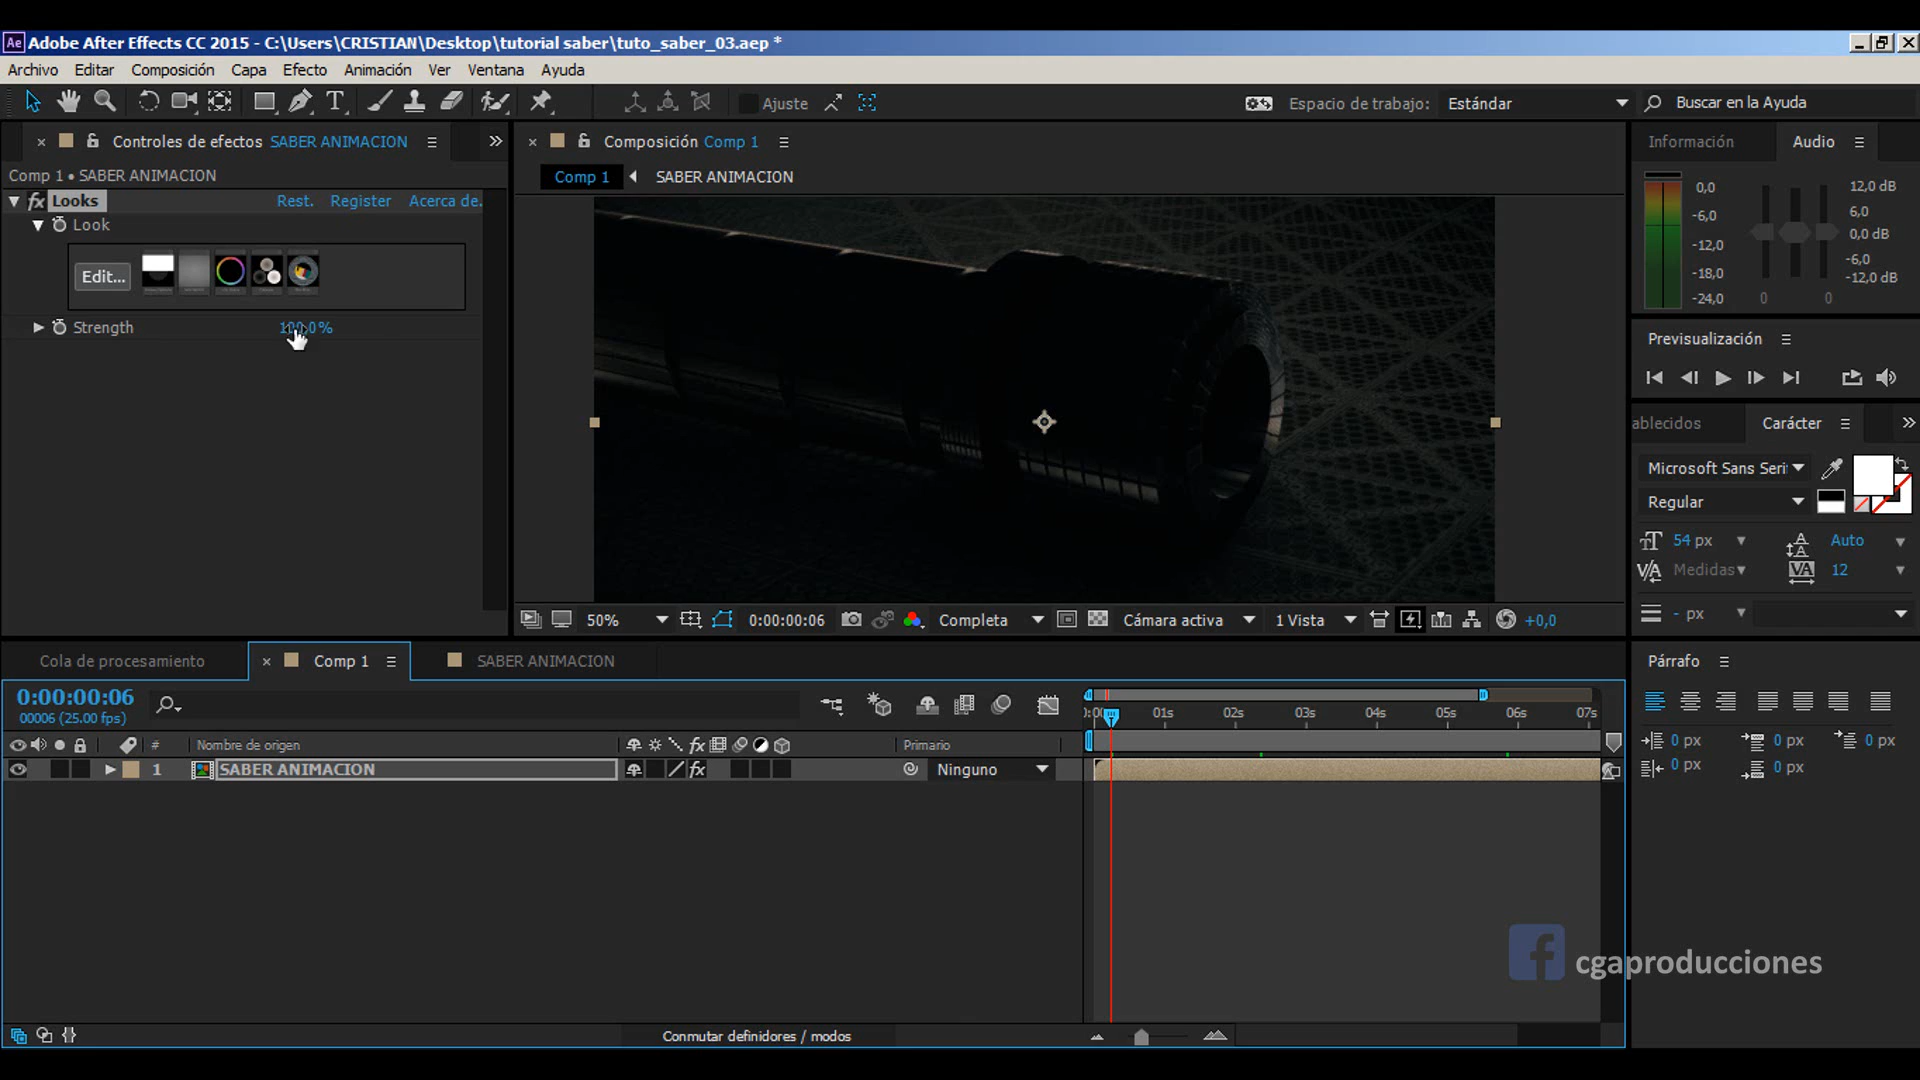 Ae Adobe After Effects CC 2015 - C:\Users\CRISTIAN\Desktop\tutorial saber\tuto_saber_03.aep *
Archivo Editar Composición Capa Efecto Animación Ver Ventana Ayuda
Ajuste Espacio de trabajo: Estándar Buscar en la Ayuda
Controles de efectos SABER ANIMACION
Comp 1 • SABER ANIMACION
fx Looks Rest. Register Acerca de.
Look
Edit...
Strength
Composición Comp 1
Comp 1 SABER ANIMACION
50% 0:00:00:06 Completa Cámara activa 1 Vista +0,0
Información Audio
0,0
-6,0
-12,0
-18,0
-24,0
12,0 dB
6,0
0,0 dB
-6,0
-12,0 dB
0 0
Previsualización
ablecidos Carácter
Microsoft Sans Seri
Regular
54 px Auto
Medidas 12
- px
Párrafo
0 px 0 px 0 px
0 px 0 px
Cola de procesamiento Comp 1 SABER ANIMACION
0:00:00:06
00006 (25.00 fps)
01s 02s 03s 04s 05s 06s 07s
# Nombre de origen fx Primario
1 SABER ANIMACION fx Ninguno
Conmutar definidores / modos
f cgaproducciones